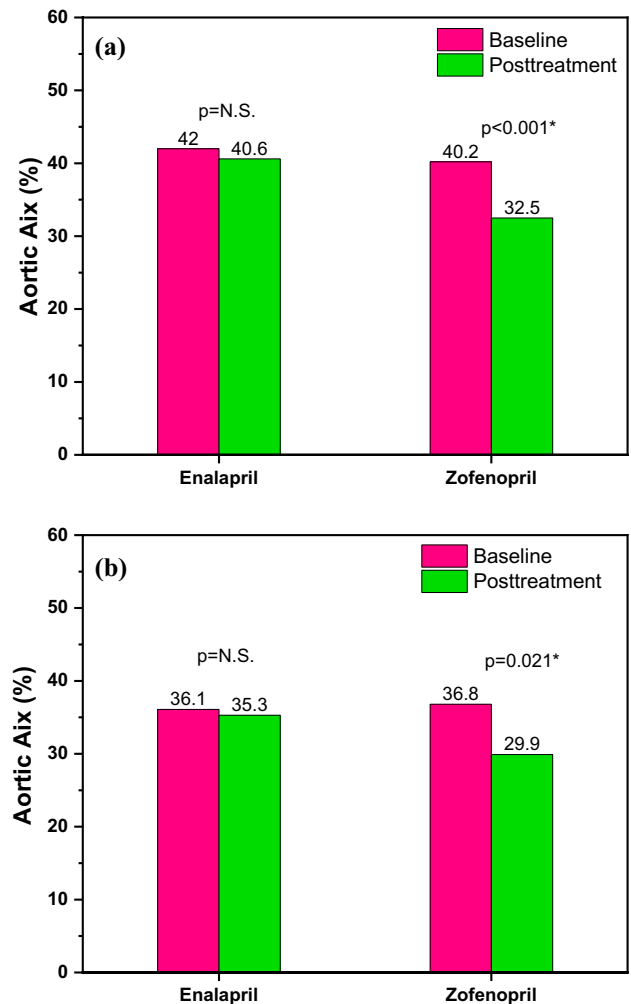 (a)
Baseline
Posttreatment
Aortic Aix (%)
60
50
40
30
20
10
0
p=N.S.
42
40.6
p<0.001*
40.2
32.5
Enalapril
Zofenopril
(b)
Baseline
Posttreatment
Aortic Aix (%)
60
50
40
30
20
10
0
p=N.S.
36.1
35.3
p=0.021*
36.8
29.9
Enalapril
Zofenopril